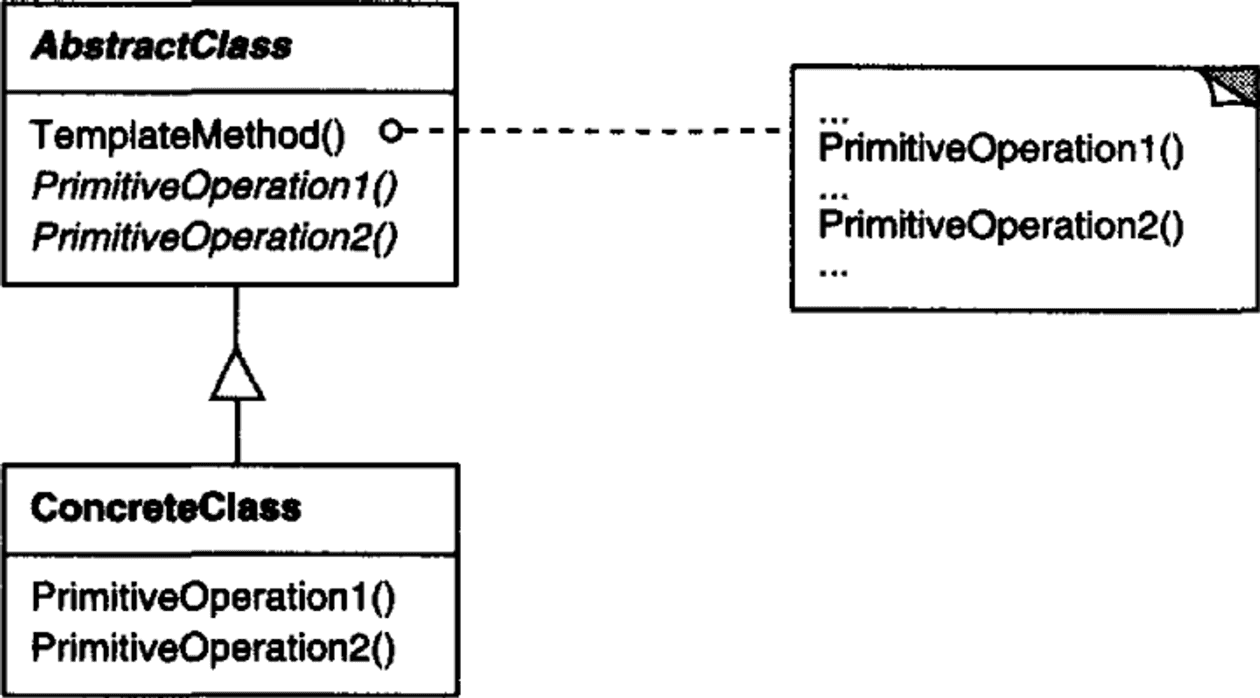 AbstractClass
TemplateMethod()
PrimitiveOperation1()
PrimitiveOperation2()
...
PrimitiveOperation1()
...
PrimitiveOperation2()
...
ConcreteClass
PrimitiveOperation1()
PrimitiveOperation2()